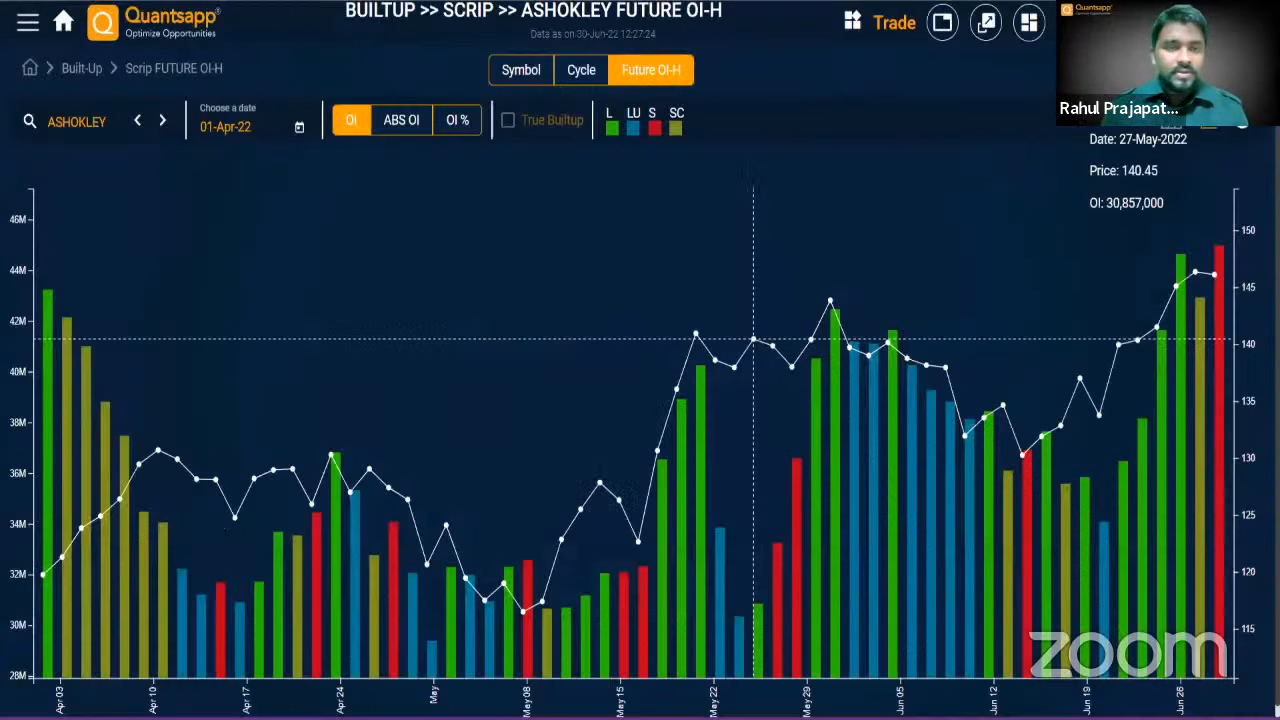 Quantsapp
Optimize Opportunities
BUILTUP >> SCRIP >> ASHOKLEY FUTURE OI-H
Data as on 30-Jun-22 12:27:24
Trade
Quantsapp
Rahul Prajapat...
Built-Up
Scrip FUTURE OI-H
Symbol
Cycle
Future OI-H
ASHOKLEY
Choose a date
01-Apr-22
OI
ABS OI
OI %
True Builtup
L LU S SC
Date: 27-May-2022
Price: 140.45
OI: 30,857,000
46M
44M
42M
40M
38M
36M
34M
32M
30M
28M
150
145
140
135
130
125
120
115
Apr 03
Apr 10
Apr 17
Apr 24
May
May 08
May 15
May 22
May 29
Jun 05
Jun 12
Jun 19
Jun 26
zoom